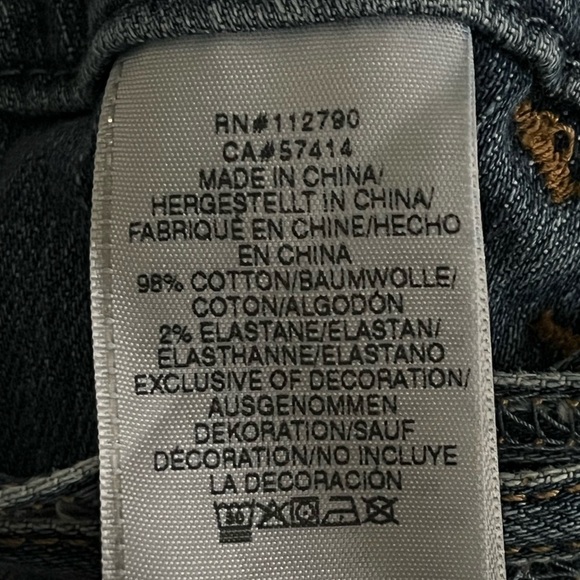 RN#112790
CA#57414
MADE IN CHINA/
HERGESTELLT IN CHINA/
FABRIQUÉ EN CHINE/HECHO
EN CHINA
98% COTTON/BAUMWOLLE/
COTON/ALGODÓN
2% ELASTANE/ELASTAN/
ÉLASTHANNE/ELASTANO
EXCLUSIVE OF DECORATION/
AUSGENOMMEN
DEKORATION/SAUF
DÉCORATION/NO INCLUYE
LA DECORACIÓN
30